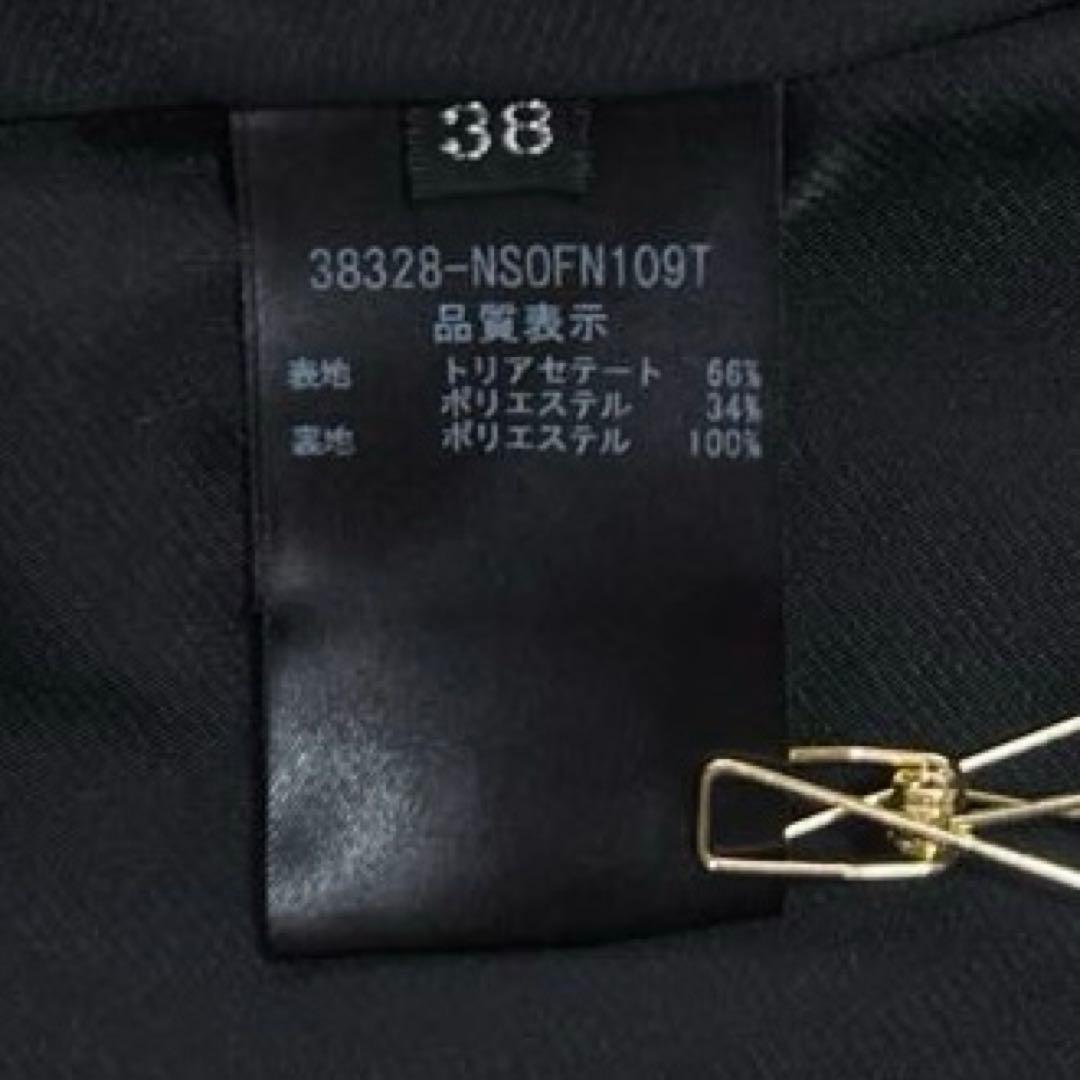 38
38328-NSOFN109T
品質表示
表地 トリアセテート 66%
ポリエステル 34%
裏地 ポリエステル 100%